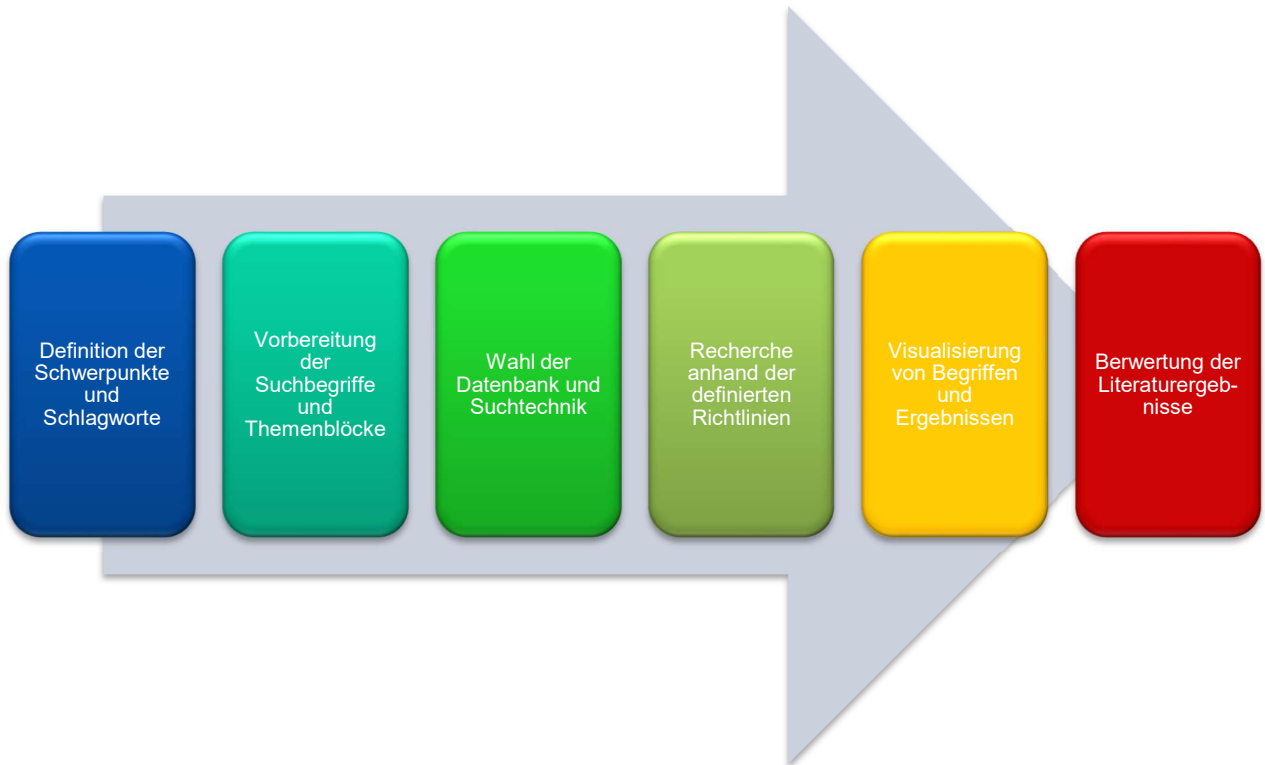 Definition der
Schwerpunkte
und
Schlagworte
Vorbereitung
der
Suchbegriffe
und
Themenblöcke
Wahl der
Datenbank und
Suchtechnik
Recherche
anhand der
definierten
Richtlinien
Visualisierung
von Begriffen
und
Ergebnissen
Berwertung der
Literaturergeb-
nisse